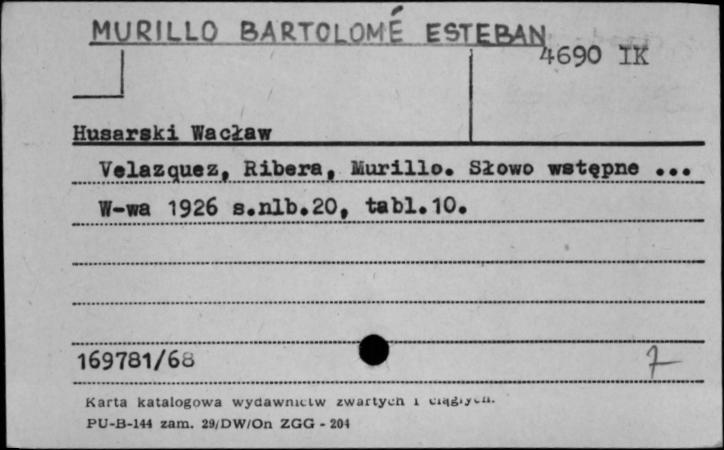 MURILLO BARTOLOMÉ ESTEBAN
4690 IK
Husarski Wacław
Velazquez, Ribera, Murillo. Słowo wstępne ...
W-wa 1926 s.nlb.20, tabl.10.
169781/68
7
Karta katalogowa wydawnictw zwartych i ciągłych.
PU-B-144 zam. 29/DW/On ZGG - 204